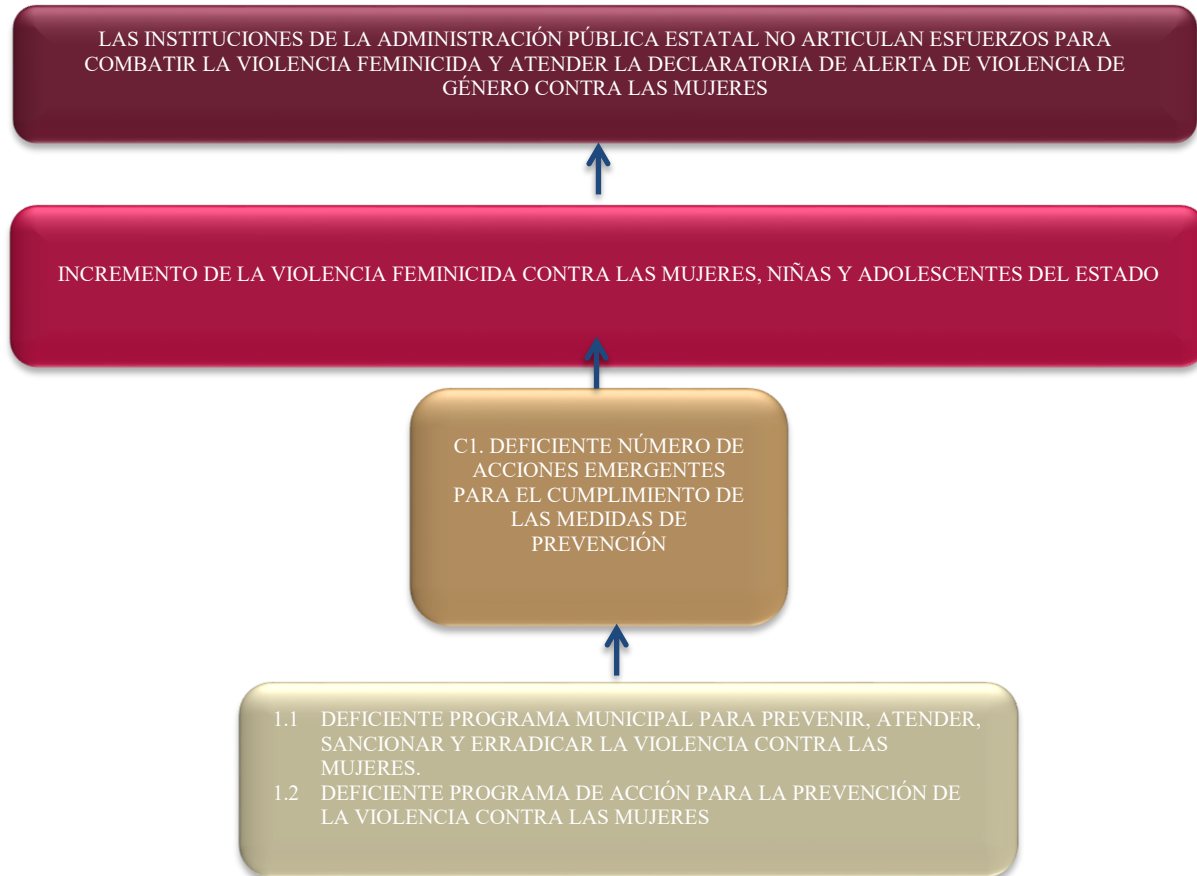 LAS INSTITUCIONES DE LA ADMINISTRACIÓN PÚBLICA ESTATAL NO ARTICULAN ESFUERZOS PARA
COMBATIR LA VIOLENCIA FEMINICIDA Y ATENDER LA DECLARATORIA DE ALERTA DE VIOLENCIA DE
GÉNERO CONTRA LAS MUJERES
INCREMENTO DE LA VIOLENCIA FEMINICIDA CONTRA LAS MUJERES, NIÑAS Y ADOLESCENTES DEL ESTADO
C1. DEFICIENTE NÚMERO DE
ACCIONES EMERGENTES
PARA EL CUMPLIMIENTO DE
LAS MEDIDAS DE
PREVENCIÓN
1.1 DEFICIENTE PROGRAMA MUNICIPAL PARA PREVENIR, ATENDER,
SANCIONAR Y ERRADICAR LA VIOLENCIA CONTRA LAS
MUJERES.
1.2 DEFICIENTE PROGRAMA DE ACCIÓN PARA LA PREVENCIÓN DE
LA VIOLENCIA CONTRA LAS MUJERES